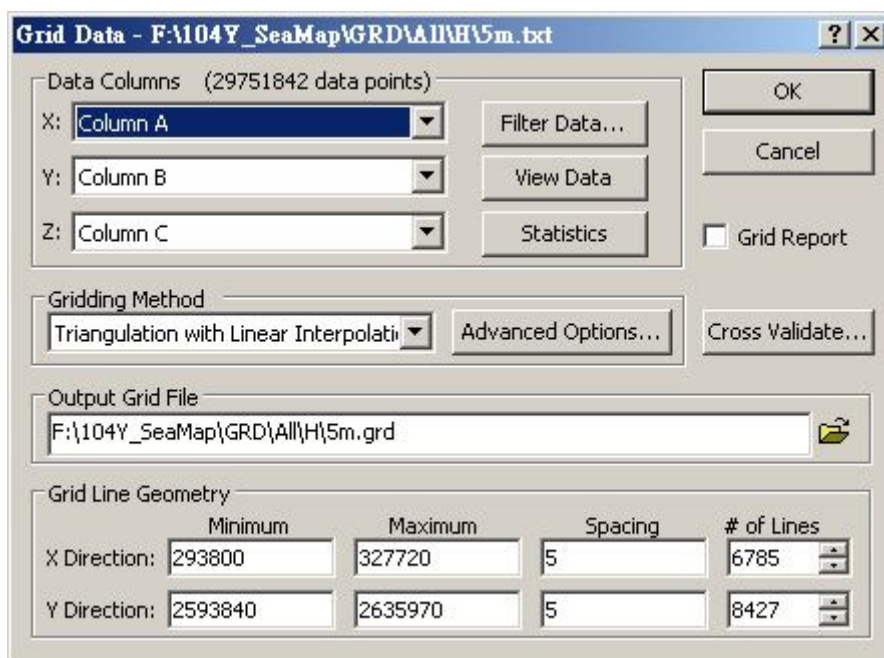 Grid Data - F:\104Y_SeaMap\GRD\All\H\5m.txt
Data Columns (29751842 data points)
X: Column A
Filter Data...
OK
Y: Column B
View Data
Cancel
Z: Column C
Statistics
Grid Report
Gridding Method
Triangulation with Linear Interpolati
Advanced Options...
Cross Validate...
Output Grid File
F:\104Y_SeaMap\GRD\All\H\5m.grd
Grid Line Geometry
Minimum Maximum Spacing # of Lines
X Direction: 293800 327720 5 6785
Y Direction: 2593840 2635970 5 8427